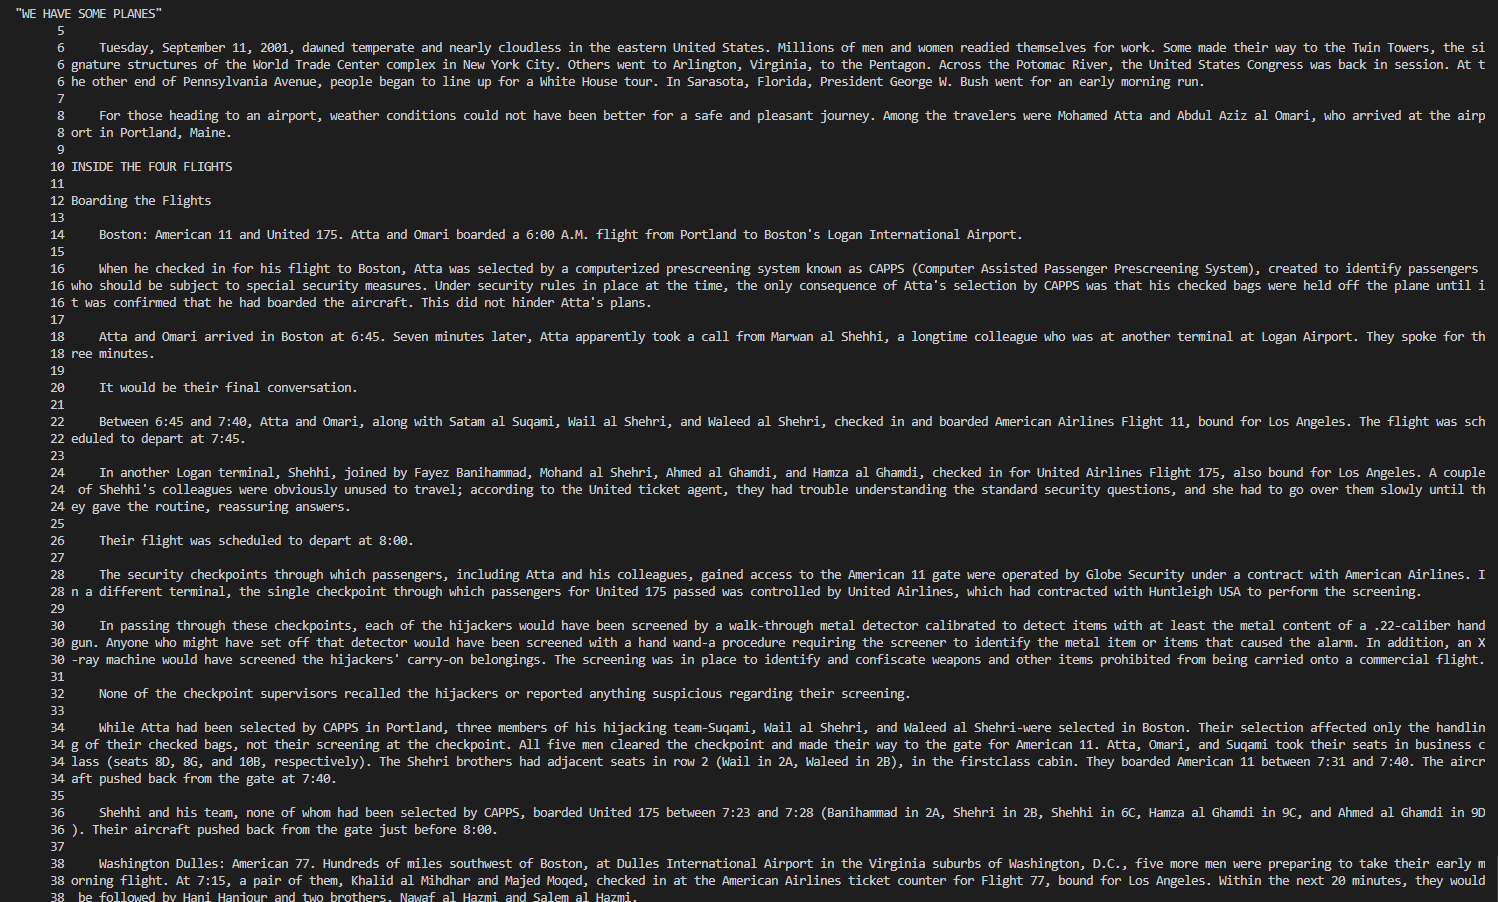 "WE HAVE SOME PLANES"
5
6     Tuesday, September 11, 2001, dawned temperate and nearly cloudless in the eastern United States. Millions of men and women readied themselves for work. Some made their way to the Twin Towers, the si
6 gnature structures of the World Trade Center complex in New York City. Others went to Arlington, Virginia, to the Pentagon. Across the Potomac River, the United States Congress was back in session. At t
6 he other end of Pennsylvania Avenue, people began to line up for a White House tour. In Sarasota, Florida, President George W. Bush went for an early morning run.
7
8     For those heading to an airport, weather conditions could not have been better for a safe and pleasant journey. Among the travelers were Mohamed Atta and Abdul Aziz al Omari, who arrived at the airp
8 ort in Portland, Maine.
9
10 INSIDE THE FOUR FLIGHTS
11
12 Boarding the Flights
13
14     Boston: American 11 and United 175. Atta and Omari boarded a 6:00 A.M. flight from Portland to Boston's Logan International Airport.
15
16     When he checked in for his flight to Boston, Atta was selected by a computerized prescreening system known as CAPPS (Computer Assisted Passenger Prescreening System), created to identify passengers
16 who should be subject to special security measures. Under security rules in place at the time, the only consequence of Atta's selection by CAPPS was that his checked bags were held off the plane until i
16 t was confirmed that he had boarded the aircraft. This did not hinder Atta's plans.
17
18     Atta and Omari arrived in Boston at 6:45. Seven minutes later, Atta apparently took a call from Marwan al Shehhi, a longtime colleague who was at another terminal at Logan Airport. They spoke for th
18 ree minutes.
19
20     It would be their final conversation.
21
22     Between 6:45 and 7:40, Atta and Omari, along with Satam al Suqami, Wail al Shehri, and Waleed al Shehri, checked in and boarded American Airlines Flight 11, bound for Los Angeles. The flight was sch
22 eduled to depart at 7:45.
23
24     In another Logan terminal, Shehhi, joined by Fayez Banihammad, Mohand al Shehri, Ahmed al Ghamdi, and Hamza al Ghamdi, checked in for United Airlines Flight 175, also bound for Los Angeles. A couple
24  of Shehhi's colleagues were obviously unused to travel; according to the United ticket agent, they had trouble understanding the standard security questions, and she had to go over them slowly until th
24 ey gave the routine, reassuring answers.
25
26     Their flight was scheduled to depart at 8:00.
27
28     The security checkpoints through which passengers, including Atta and his colleagues, gained access to the American 11 gate were operated by Globe Security under a contract with American Airlines. I
28 n a different terminal, the single checkpoint through which passengers for United 175 passed was controlled by United Airlines, which had contracted with Huntleigh USA to perform the screening.
29
30     In passing through these checkpoints, each of the hijackers would have been screened by a walk-through metal detector calibrated to detect items with at least the metal content of a .22-caliber hand
30 gun. Anyone who might have set off that detector would have been screened with a hand wand-a procedure requiring the screener to identify the metal item or items that caused the alarm. In addition, an X
30 -ray machine would have screened the hijackers' carry-on belongings. The screening was in place to identify and confiscate weapons and other items prohibited from being carried onto a commercial flight.
31
32     None of the checkpoint supervisors recalled the hijackers or reported anything suspicious regarding their screening.
33
34     While Atta had been selected by CAPPS in Portland, three members of his hijacking team-Suqami, Wail al Shehri, and Waleed al Shehri-were selected in Boston. Their selection affected only the handlin
34 g of their checked bags, not their screening at the checkpoint. All five men cleared the checkpoint and made their way to the gate for American 11. Atta, Omari, and Suqami took their seats in business c
34 lass (seats 8D, 8G, and 10B, respectively). The Shehri brothers had adjacent seats in row 2 (Wail in 2A, Waleed in 2B), in the firstclass cabin. They boarded American 11 between 7:31 and 7:40. The aircr
34 aft pushed back from the gate at 7:40.
35
36     Shehhi and his team, none of whom had been selected by CAPPS, boarded United 175 between 7:23 and 7:28 (Banihammad in 2A, Shehri in 2B, Shehhi in 6C, Hamza al Ghamdi in 9C, and Ahmed al Ghamdi in 9D
36 ). Their aircraft pushed back from the gate just before 8:00.
37
38     Washington Dulles: American 77. Hundreds of miles southwest of Boston, at Dulles International Airport in the Virginia suburbs of Washington, D.C., five more men were preparing to take their early m
38 orning flight. At 7:15, a pair of them, Khalid al Mihdhar and Majed Moqed, checked in at the American Airlines ticket counter for Flight 77, bound for Los Angeles. Within the next 20 minutes, they would
38  be followed by Hani Hanjour and two brothers, Nawaf al Hazmi and Salem al Hazmi.